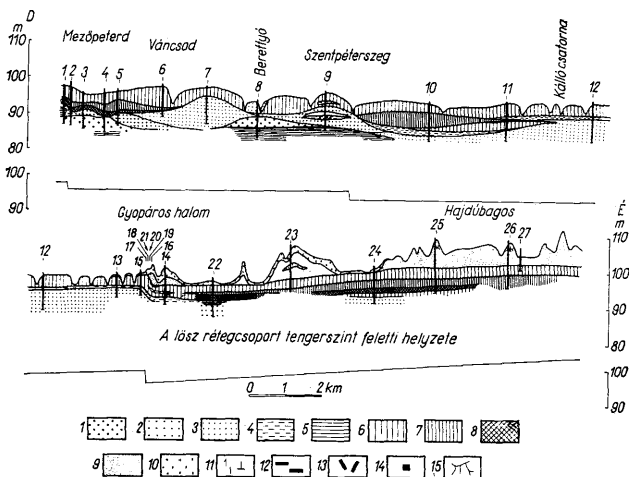 D
m
110
100
90
80
Mezőpeterd
Váncsod
Berettyó
Szentpéterszeg
Kálló csatorna
1 2 3 4 5 6 7 8 9 10 11 12
100
90
Gyopáros halom
Hajdúbagos
É
m
110
100
90
80
18 21 20 19
17 16
12 13 15 14 22 23 24 25 26 27
A lösz rétegcsoport tengerszint feletti helyzete
100
90
0 1 2 km
1 2 3 4 5 6 7 8
9 10 11 12 13 14 15